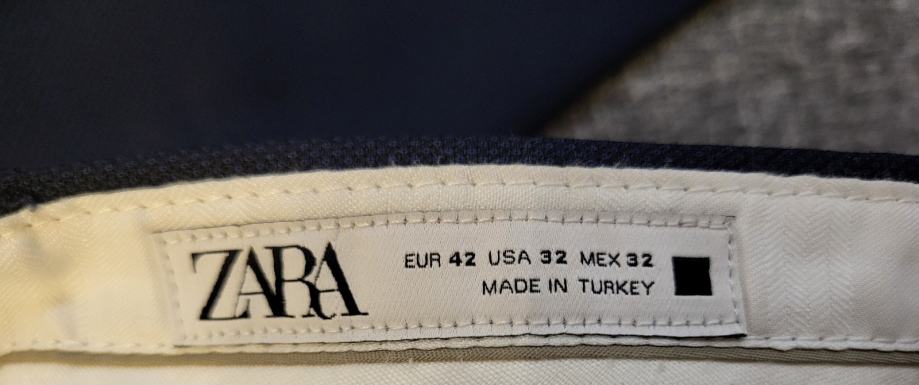 ZARA
EUR 42 USA 32 MEX 32
MADE IN TURKEY